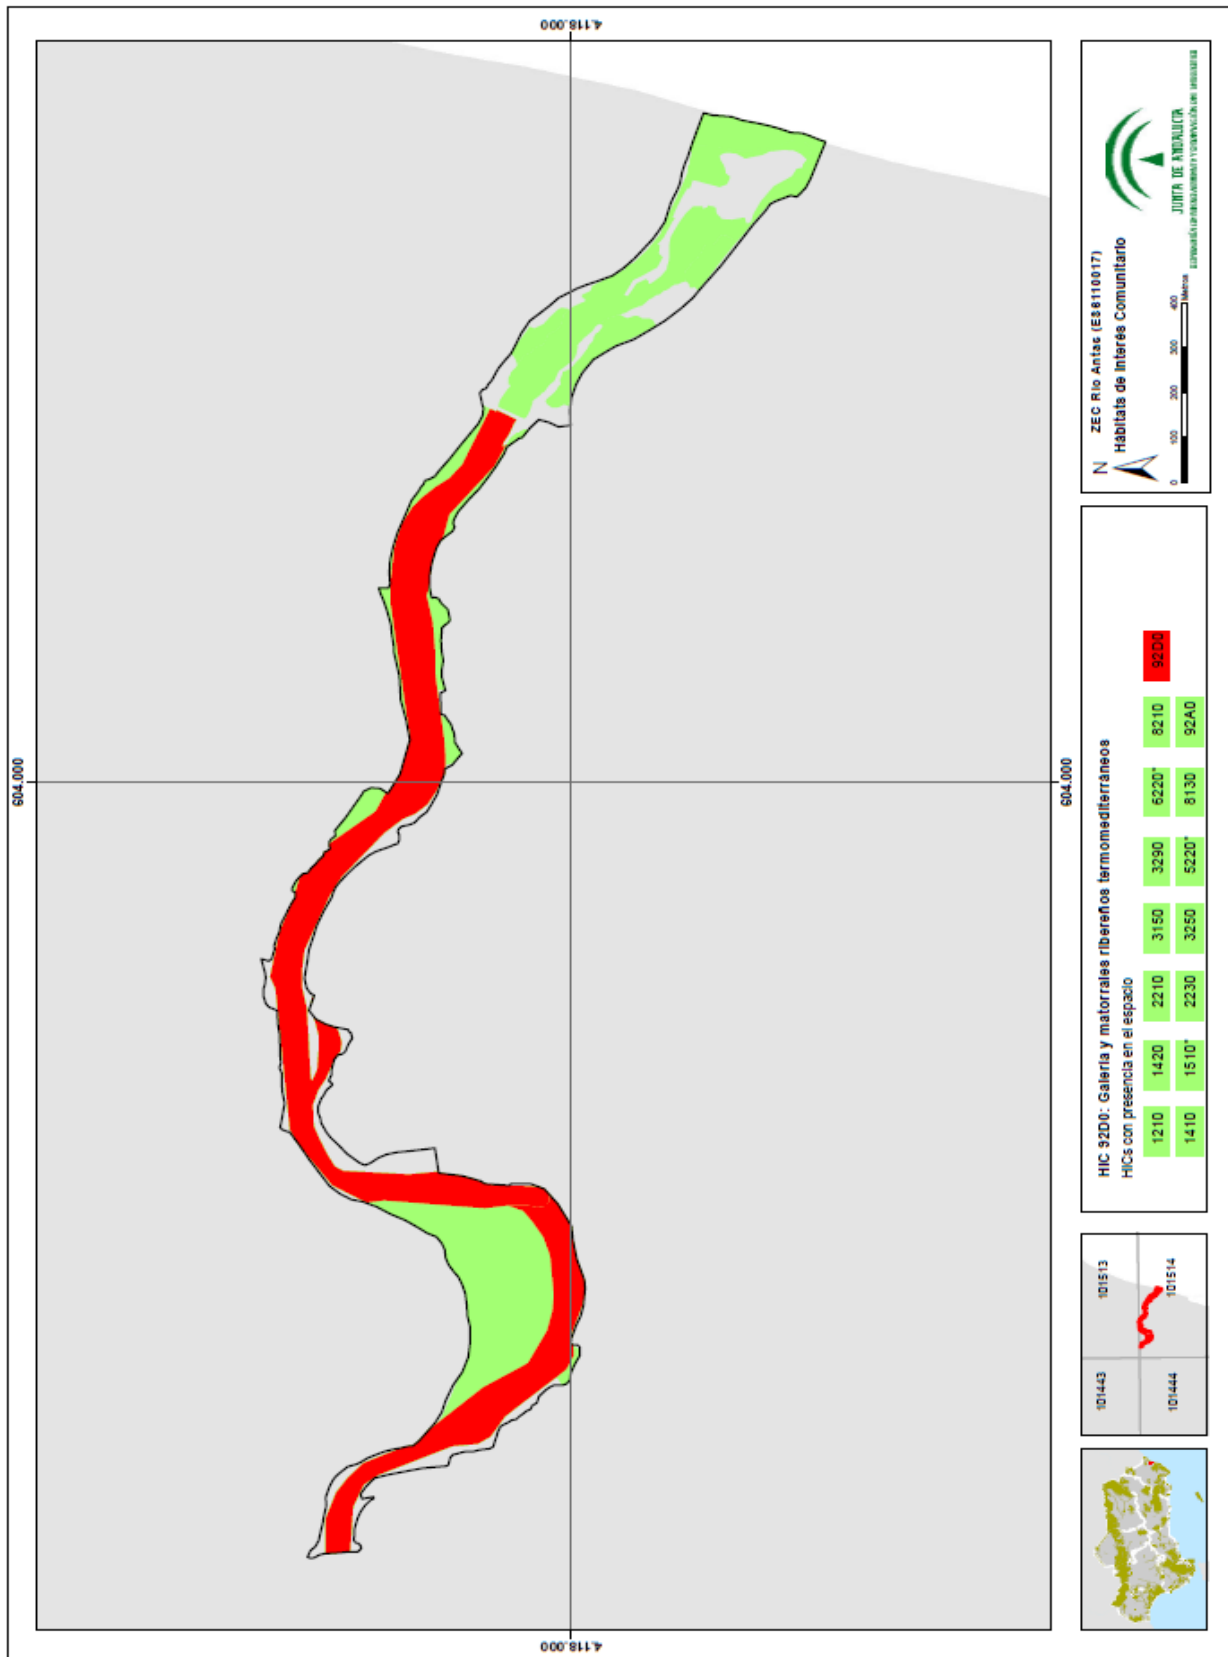 4.118.000
604.000
604.000
4.118.000
101443
101513
101444
101514
HIC 92D0: Galería y matorrales ribereños termomediterráneos
HICs con presencia en el espacio
1210 1420 2210 3150 3290 6220* 8210 92D0
1410 1510* 2230 3250 5220* 8130 92A0
N
ZEC Río Antas (ES6110017)
Hábitats de Interés Comunitario
0 100 200 300 400
Metros
JUNTA DE ANDALUCIA